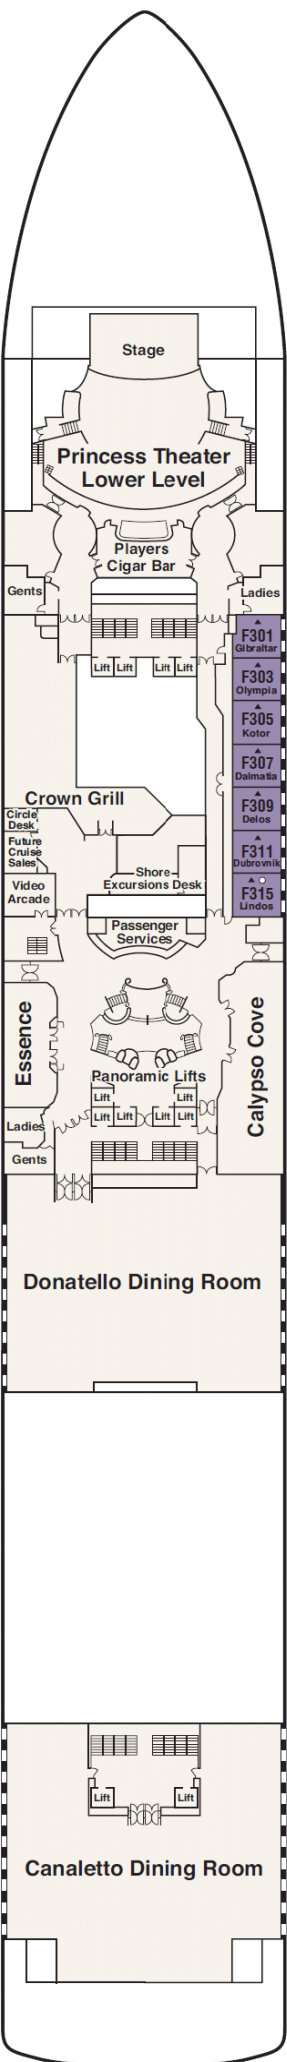 Stage
Princess Theater
Lower Level
Players
Cigar Bar
Gents
Ladies
F301
Gibraltar
Lift Lift Lift Lift
F303
Olympia
F305
Kotor
F307
Dalmatia
Crown Grill
F309
Delos
Circle
Desk
Future
Cruise
Sales
F311
Dubrovnik
Shore
Excursions Desk
Video
Arcade
F315
Lindos
Passenger
Services
Essence
Calypso Cove
Panoramic Lifts
Lift Lift
Lift Lift Lift Lift
Ladies
Gents
Donatello Dining Room
Lift Lift
Canaletto Dining Room